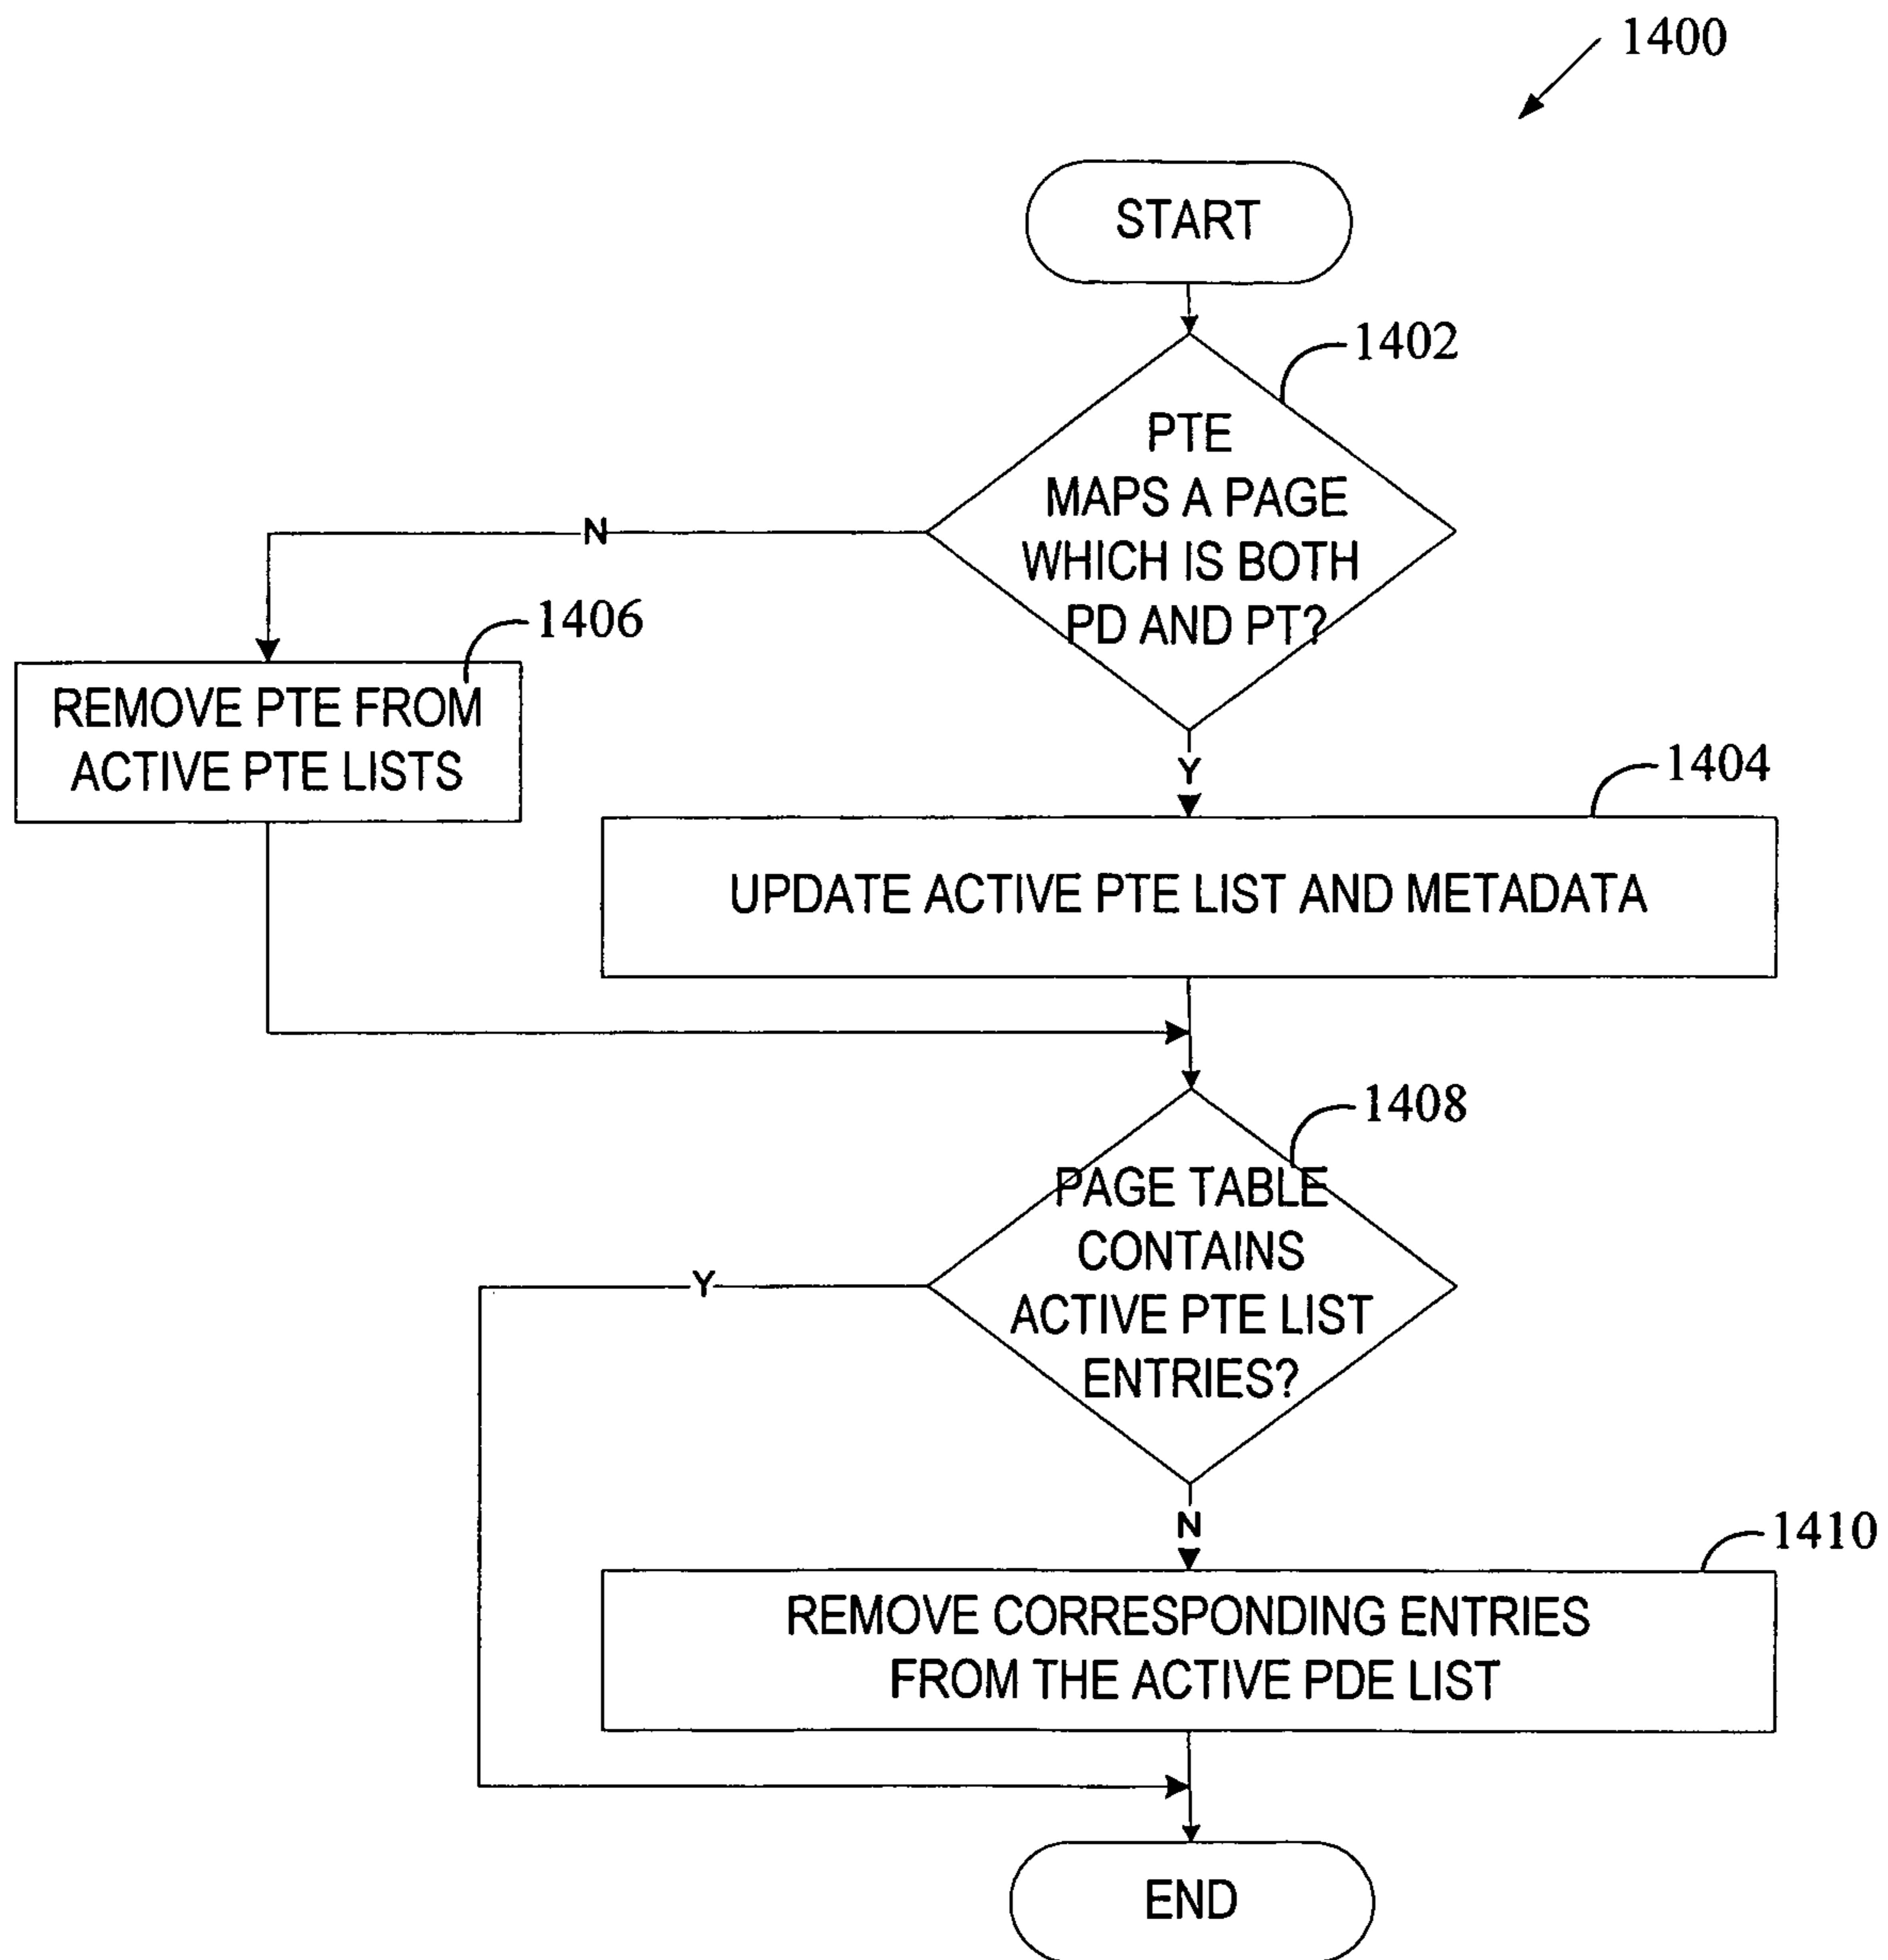 1400
START
1402
PTE
MAPS A PAGE
WHICH IS BOTH
PD AND PT?
N
1406
REMOVE PTE FROM
ACTIVE PTE LISTS
Y
1404
UPDATE ACTIVE PTE LIST AND METADATA
1408
PAGE TABLE
CONTAINS
ACTIVE PTE LIST
ENTRIES?
Y
N
1410
REMOVE CORRESPONDING ENTRIES
FROM THE ACTIVE PDE LIST
END